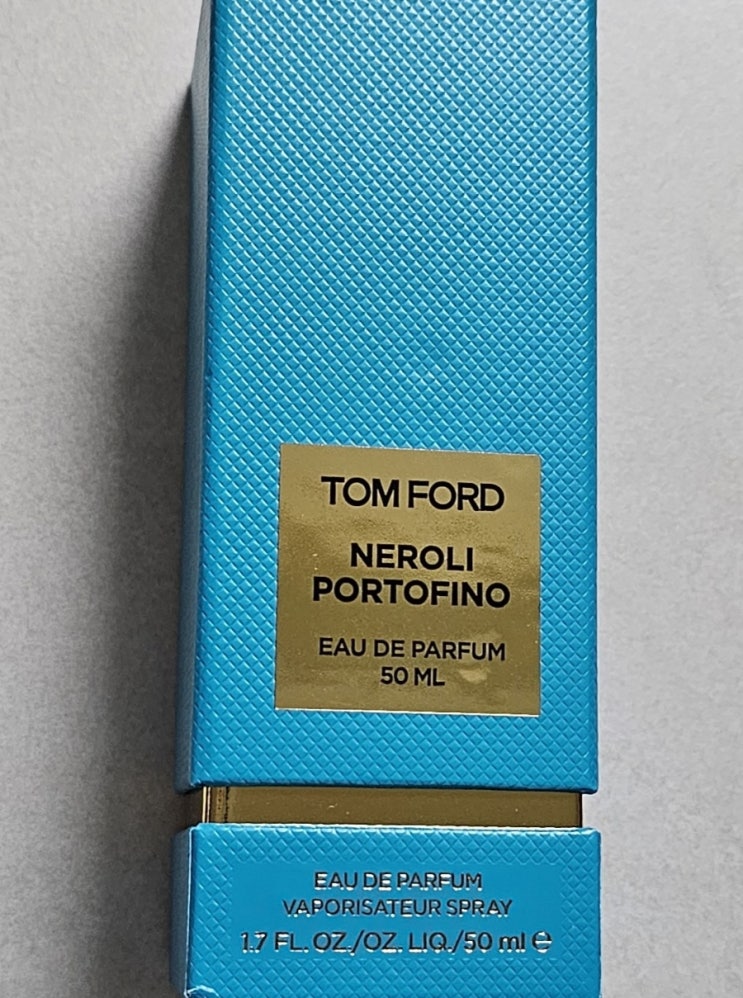 TOM FORD
NEROLI
PORTOFINO
EAU DE PARFUM
50 ML
EAU DE PARFUM
VAPORISATEUR SPRAY
1.7 FL. OZ./OZ. LIQ./50 ml ℮